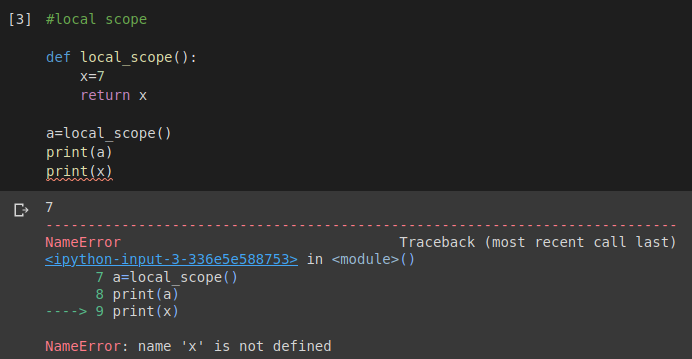 [3] #local scope
def local_scope():
x=7
return x
a=local_scope()
print(a)
print(x)
7
---------------------------------------------------------------------------
NameError Traceback (most recent call last)
<ipython-input-3-336e5e588753> in <module>()
7 a=local_scope()
8 print(a)
----> 9 print(x)
NameError: name 'x' is not defined